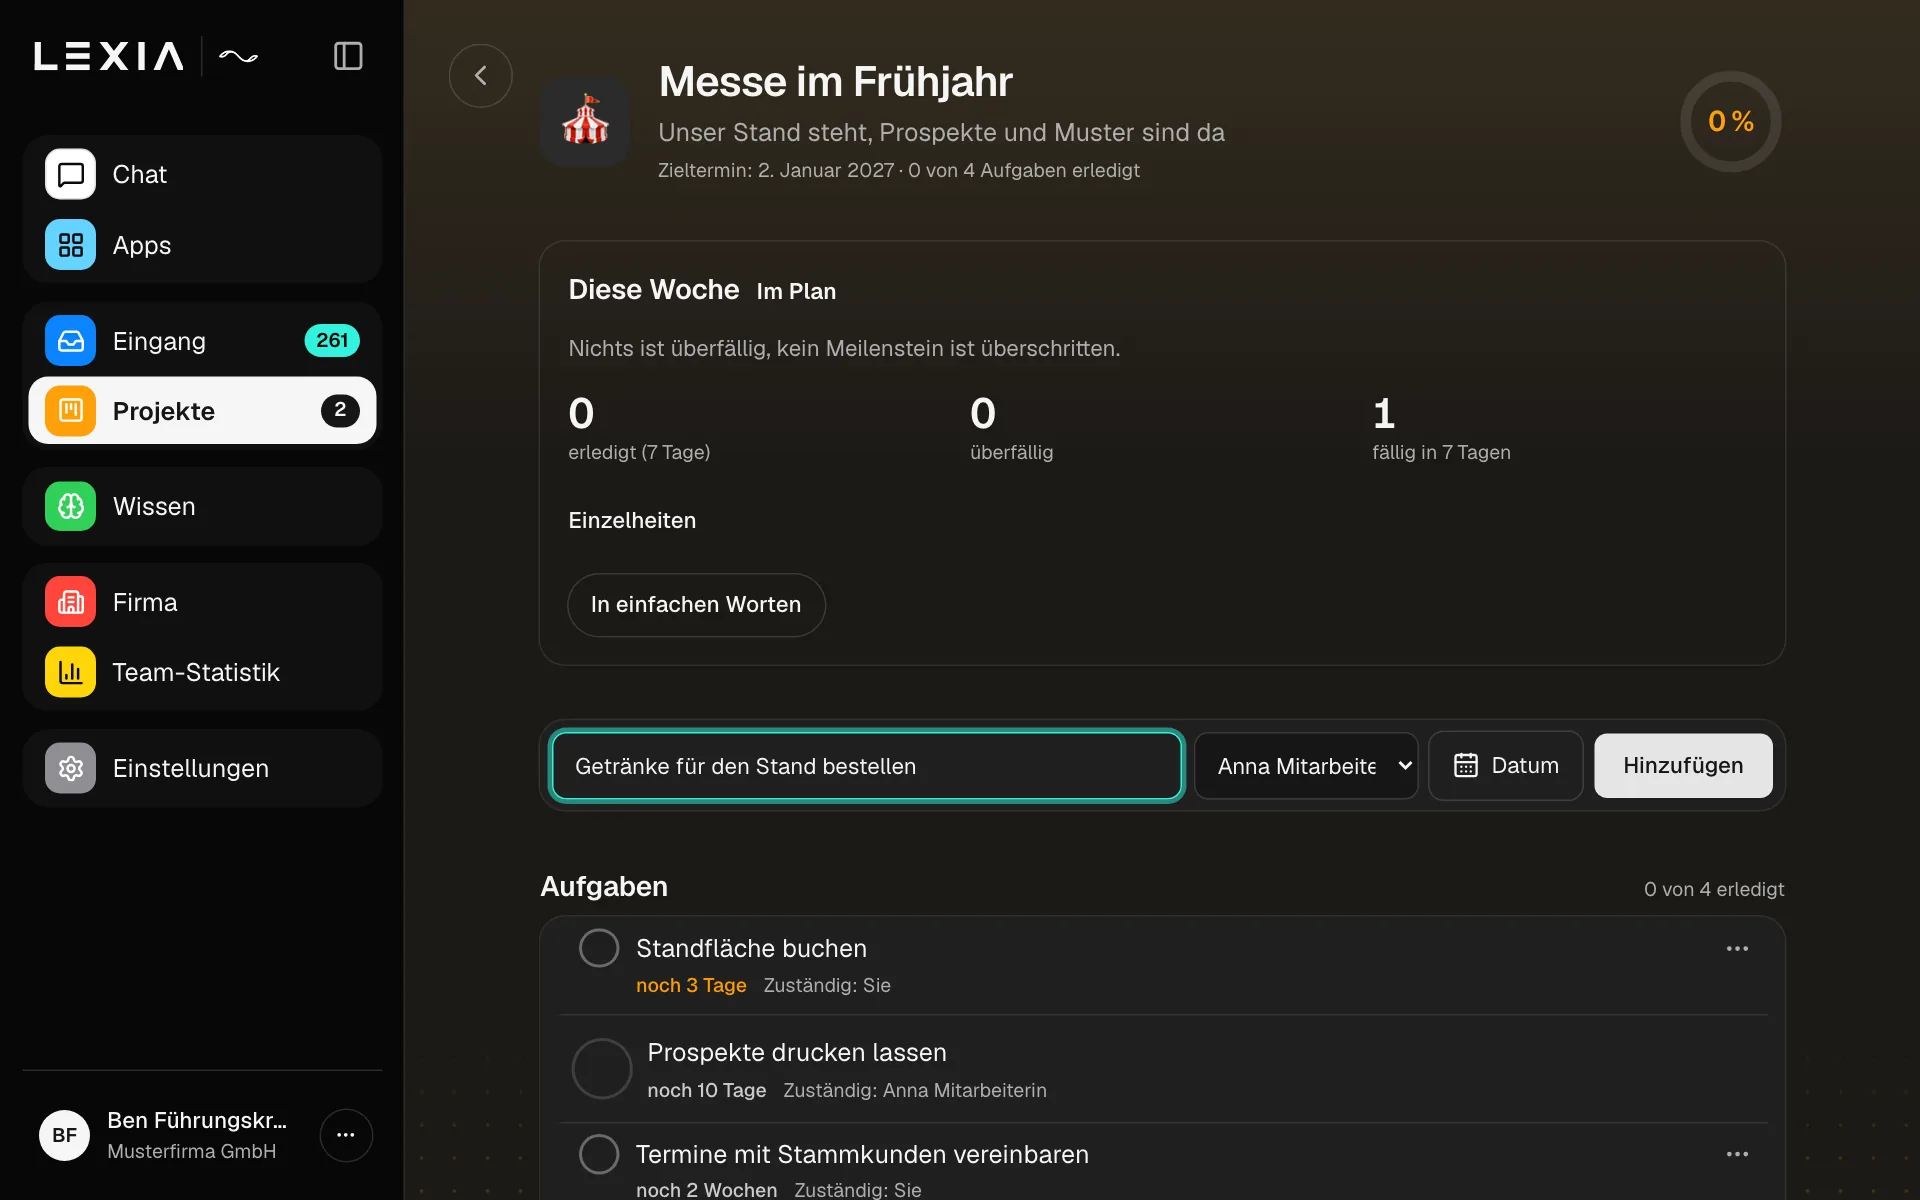 LEXIA
Chat
Apps
Eingang 261
Projekte 2
Wissen
Firma
Team-Statistik
Einstellungen
BF
Ben Führungskr...
Musterfirma GmbH
Messe im Frühjahr
Unser Stand steht, Prospekte und Muster sind da
Zieltermin: 2. Januar 2027 · 0 von 4 Aufgaben erledigt
0 %
Diese Woche Im Plan
Nichts ist überfällig, kein Meilenstein ist überschritten.
0 0 1
erledigt (7 Tage) überfällig fällig in 7 Tagen
Einzelheiten
In einfachen Worten
Getränke für den Stand bestellen Anna Mitarbeite Datum Hinzufügen
Aufgaben 0 von 4 erledigt
Standfläche buchen
noch 3 Tage Zuständig: Sie
Prospekte drucken lassen
noch 10 Tage Zuständig: Anna Mitarbeiterin
Termine mit Stammkunden vereinbaren
noch 2 Wochen Zuständig: Sie